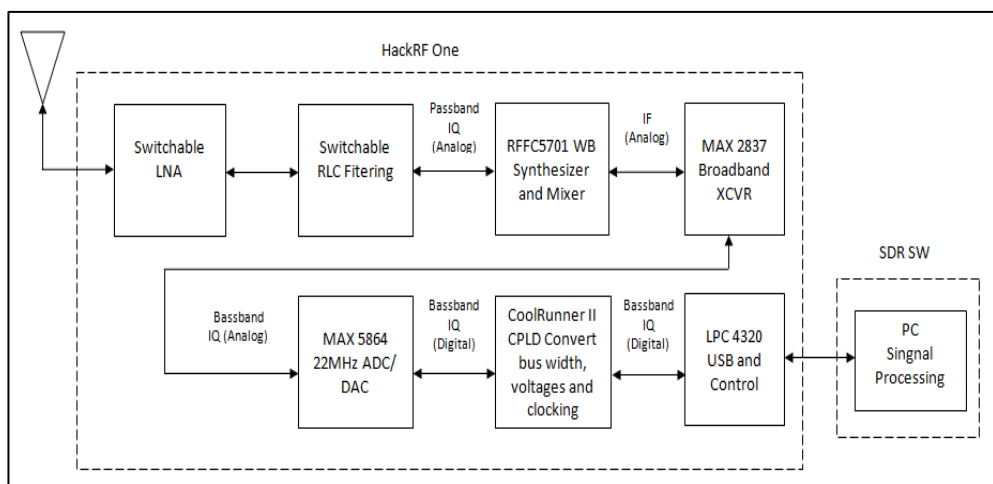 HackRF One
Switchable
LNA
Switchable
RLC Fitering
Passband
IQ
(Analog)
RFFC5701 WB
Synthesizer
and Mixer
IF
(Analog)
MAX 2837
Broadband
XCVR
SDR SW
Bassband
IQ (Analog)
MAX 5864
22MHz ADC/
DAC
Bassband
IQ
(Digital)
CoolRunner II
CPLD Convert
bus width,
voltages and
clocking
Bassband
IQ
(Digital)
LPC 4320
USB and
Control
PC
Singnal
Processing